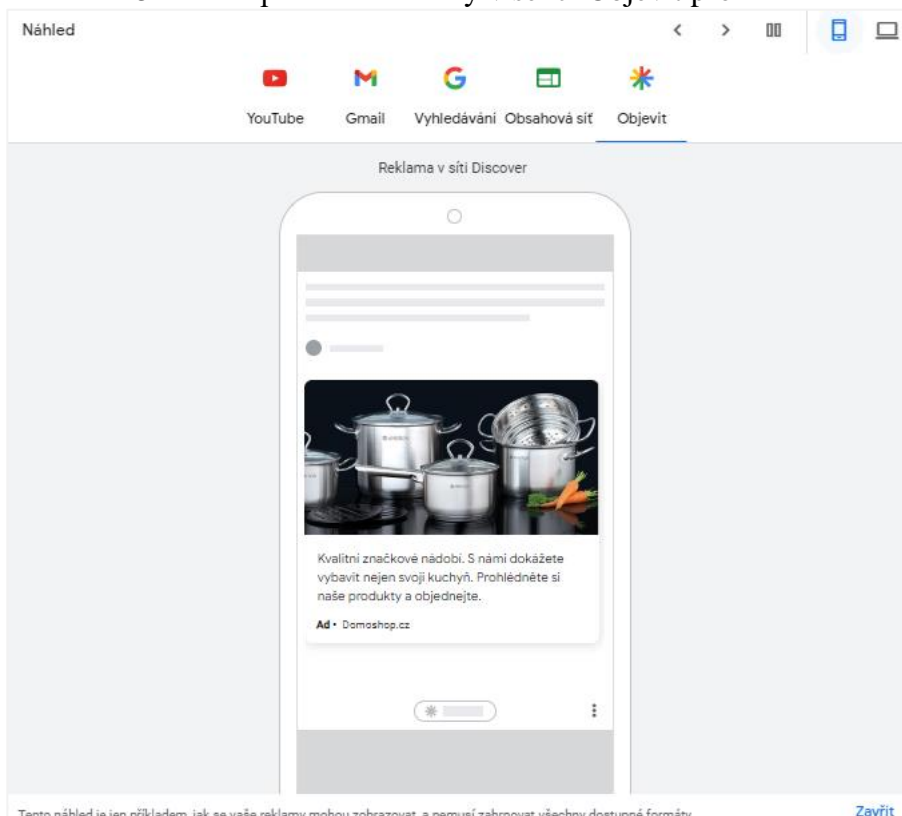 Náhled
YouTube Gmail Vyhledávání Obsahová síť Objevit
Reklama v síti Discover
Kvalitní značkové nádobí. S námi dokážete
vybavit nejen svoji kuchyň. Prohlédněte si
naše produkty a objednejte.
Ad • Domoshop.cz
Tento náhled je jen příkladem, jak se vaše reklamy mohou zobrazovat, a nemusí zahrnovat všechny dostupné formáty.
Zavřít